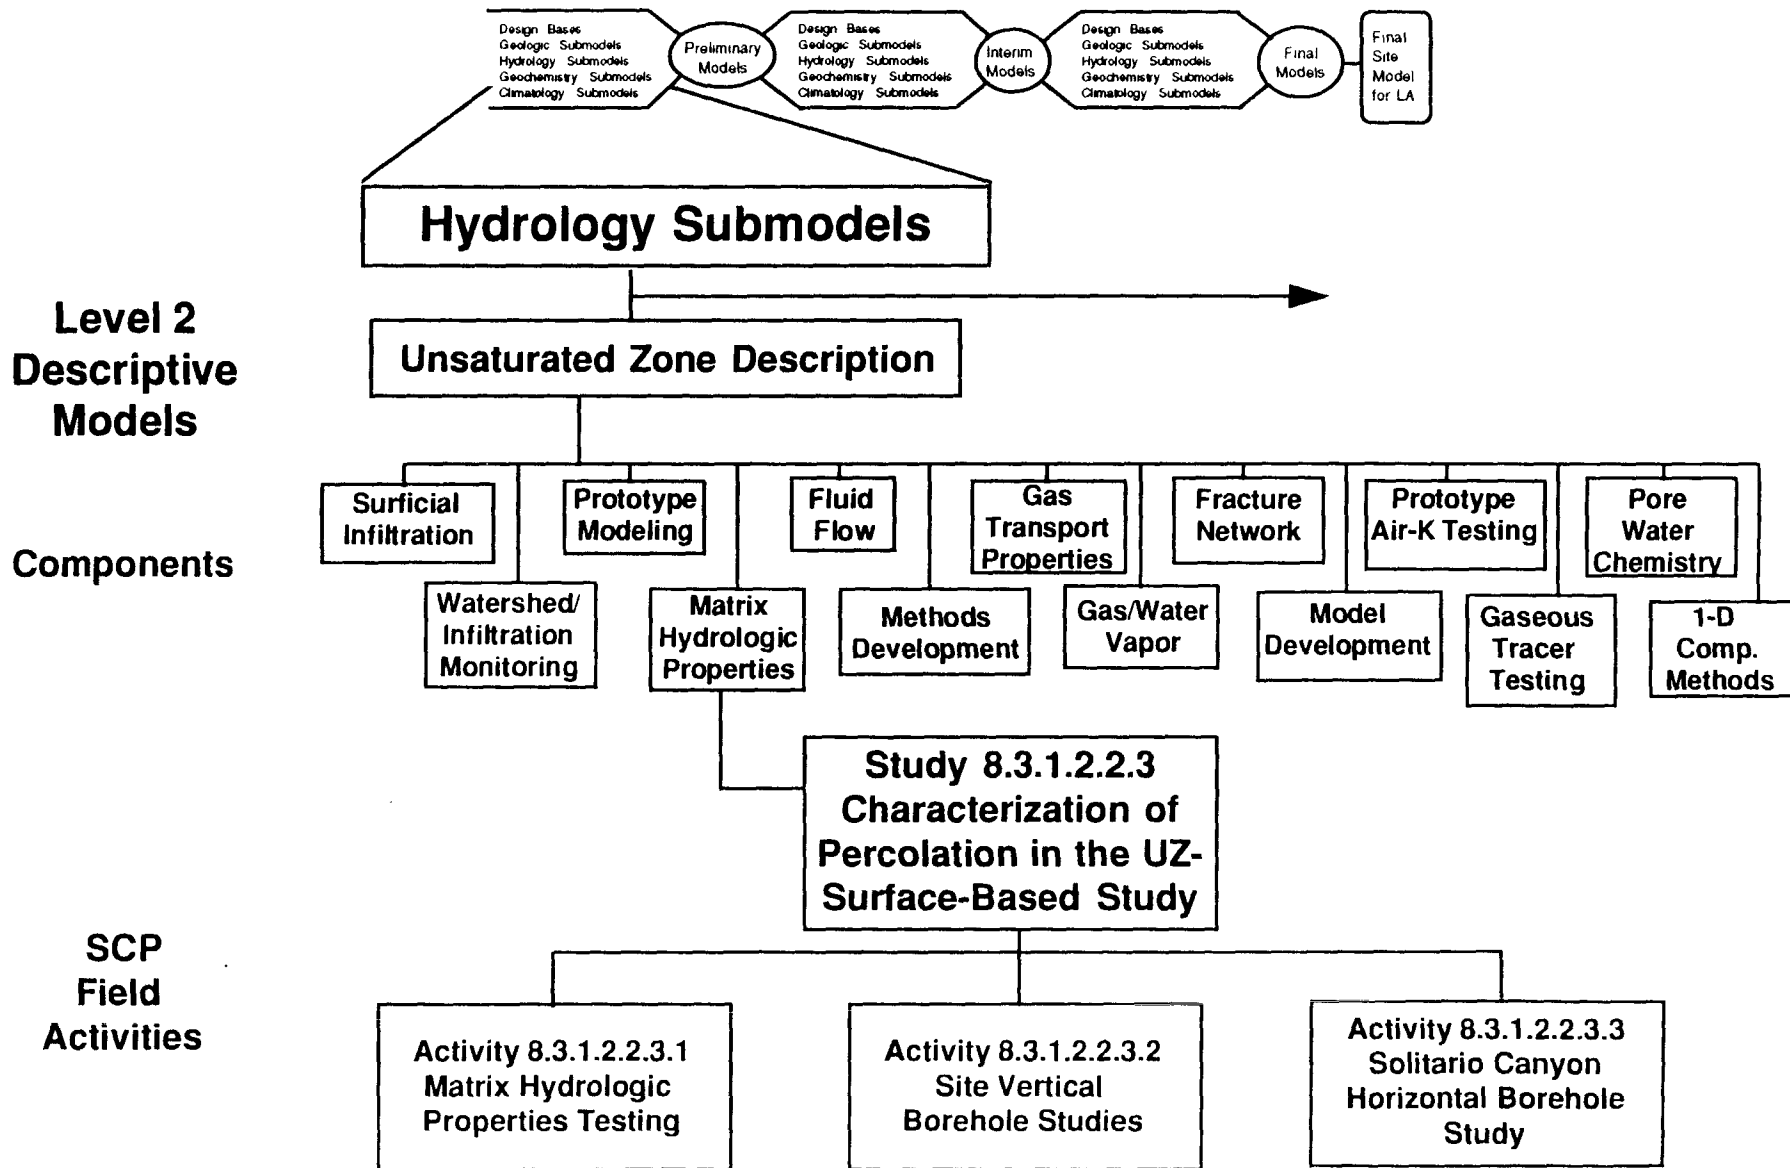 Design Bases
Geologic Submodels
Hydrology Submodels
Geochemistry Submodels
Climatology Submodels
Preliminary
Models
Design Bases
Geologic Submodels
Hydrology Submodels
Geochemistry Submodels
Climatology Submodels
Interim
Models
Design Bases
Geologic Submodels
Hydrology Submodels
Geochemistry Submodels
Climatology Submodels
Final
Models
Final
Site
Model
for LA
Hydrology Submodels
Level 2
Descriptive
Models
Unsaturated Zone Description
Components
Surficial
Infiltration
Prototype
Modeling
Fluid
Flow
Gas
Transport
Properties
Fracture
Network
Prototype
Air-K Testing
Pore
Water
Chemistry
Watershed/
Infiltration
Monitoring
Matrix
Hydrologic
Properties
Methods
Development
Gas/Water
Vapor
Model
Development
Gaseous
Tracer
Testing
1-D
Comp.
Methods
Study 8.3.1.2.2.3
Characterization of
Percolation in the UZ-
Surface-Based Study
SCP
Field
Activities
Activity 8.3.1.2.2.3.1
Matrix Hydrologic
Properties Testing
Activity 8.3.1.2.2.3.2
Site Vertical
Borehole Studies
Activity 8.3.1.2.2.3.3
Solitario Canyon
Horizontal Borehole
Study